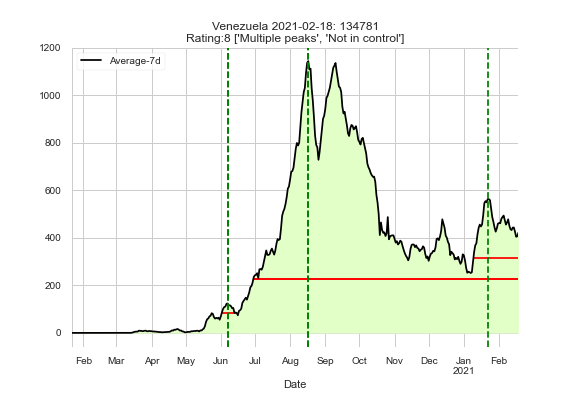 Venezuela 2021-02-18: 134781
Rating:8 ['Multiple peaks', 'Not in control']
Average-7d
1200
1000
800
600
400
200
0
Feb Mar Apr May Jun Jul Aug Sep Oct Nov Dec Jan Feb
2021
Date